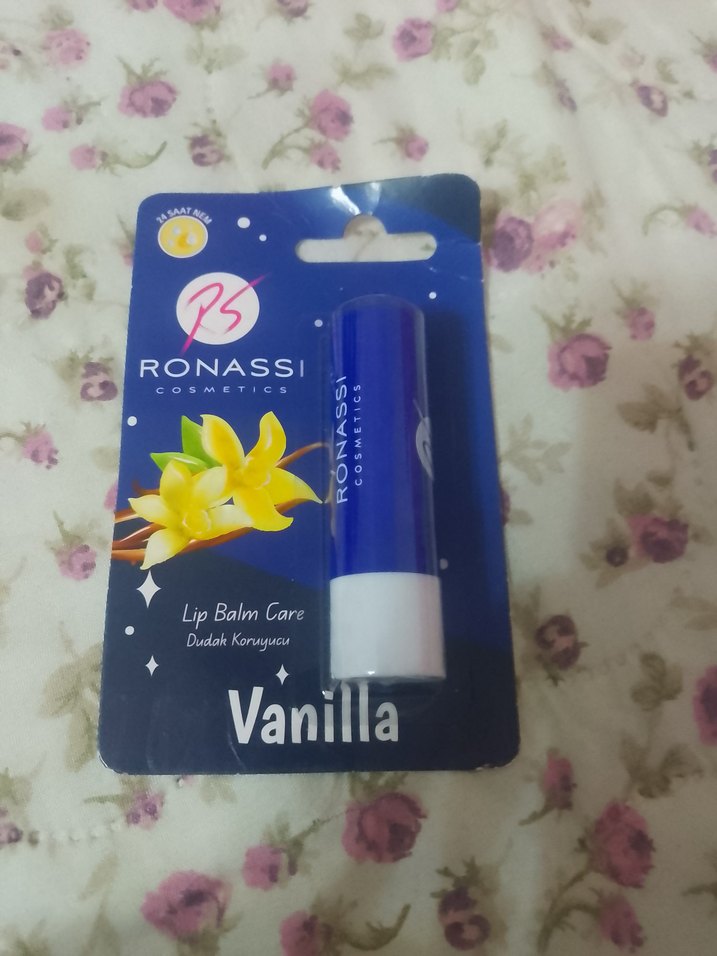 24 SAAT NEM
RS
RONASSI
COSMETICS
RONASSI
COSMETICS
Lip Balm Care
Dudak Koruyucu
Vanilla